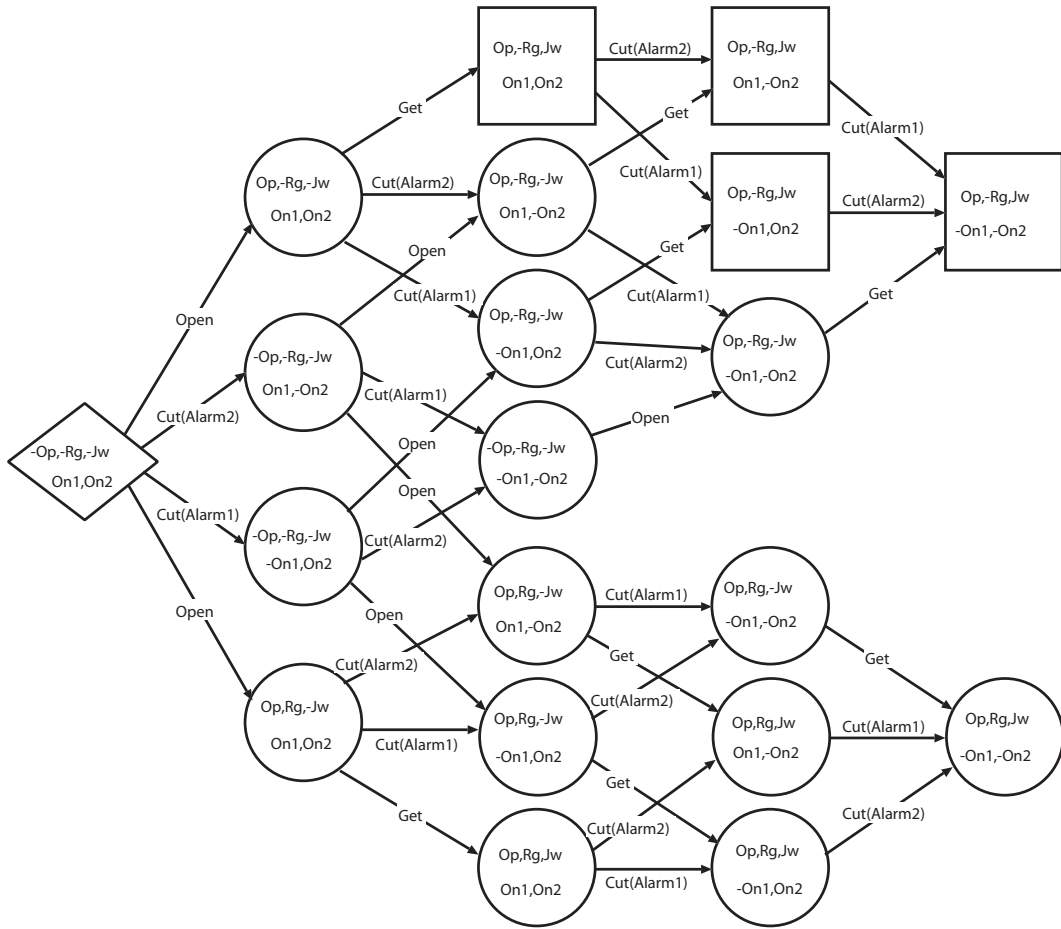 Op,-Rg,Jw
On1,On2
Cut(Alarm2)
Op,-Rg,Jw
On1,-On2
Get
Get
Cut(Alarm1)
Op,-Rg,-Jw
On1,On2
Cut(Alarm2)
Op,-Rg,-Jw
On1,-On2
Cut(Alarm1)
Op,-Rg,Jw
-On1,On2
Cut(Alarm2)
Op,-Rg,Jw
-On1,-On2
Open
Get
Cut(Alarm1)
Cut(Alarm1)
Get
Open
Op,-Rg,-Jw
-On1,On2
Cut(Alarm2)
Op,-Rg,-Jw
-On1,-On2
-Op,-Rg,-Jw
On1,-On2
Cut(Alarm1)
Open
Cut(Alarm2)
Open
-Op,-Rg,-Jw
-On1,-On2
-Op,-Rg,-Jw
On1,On2
Open
Cut(Alarm1)
-Op,-Rg,-Jw
-On1,On2
Cut(Alarm2)
Open
Open
Op,Rg,-Jw
On1,-On2
Cut(Alarm1)
Op,Rg,-Jw
-On1,-On2
Cut(Alarm2)
Get
Get
Op,Rg,-Jw
On1,On2
Cut(Alarm1)
Op,Rg,-Jw
-On1,On2
Cut(Alarm2)
Op,Rg,Jw
On1,-On2
Cut(Alarm1)
Op,Rg,Jw
-On1,-On2
Get
Get
Cut(Alarm2)
Cut(Alarm2)
Op,Rg,Jw
On1,On2
Cut(Alarm1)
Op,Rg,Jw
-On1,On2